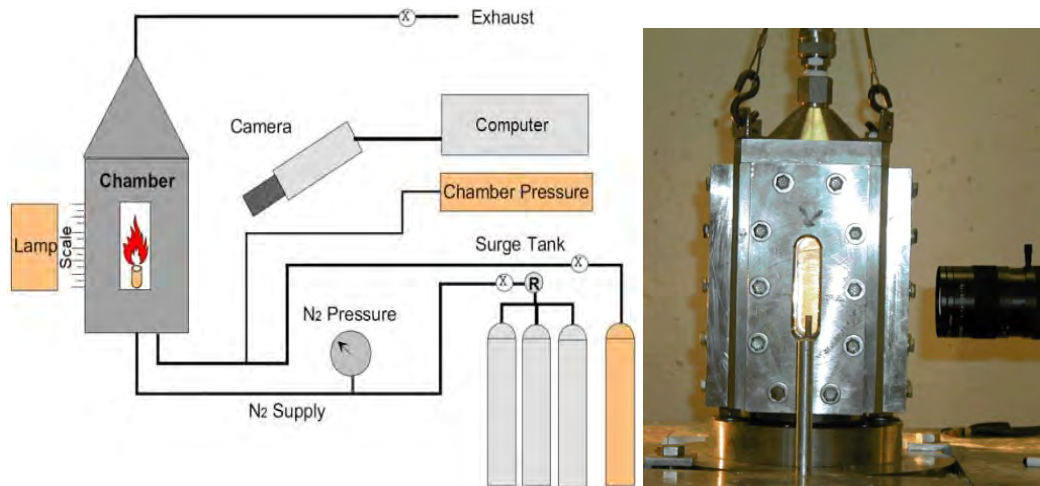 Exhaust
Camera
Computer
Chamber
Chamber Pressure
Lamp
Scale
Surge Tank
X
X
X
R
N2 Pressure
N2 Supply